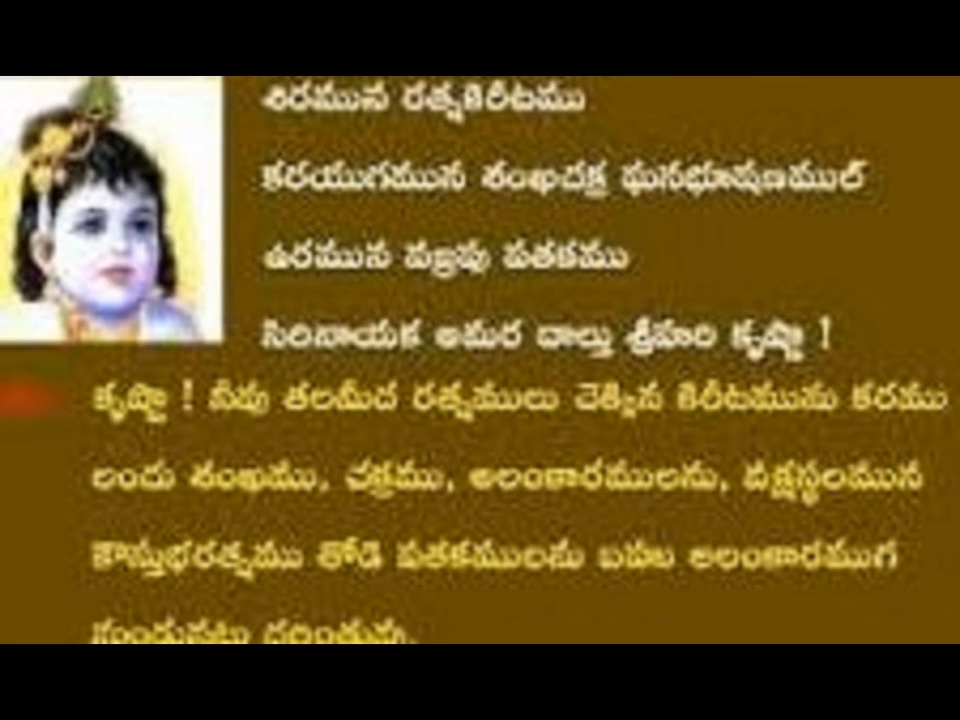 శిరమున రత్నకిరీటము
కరయుగమున శంఖచక్ర ఘనభూషణముల్
ఉరమున వజ్రపు పతకము
సిరినాయక అమర దాల్తు శ్రీహరి కృష్ణా !
కృష్ణా ! నీవు తలమీద రత్నములు చెక్కిన కిరీటమును కరము
లందు శంఖము, చక్రము, అలంకారములను, వక్షస్థలమున
కౌస్తుభరత్నము తోడి పతకములను అలంకారముగ